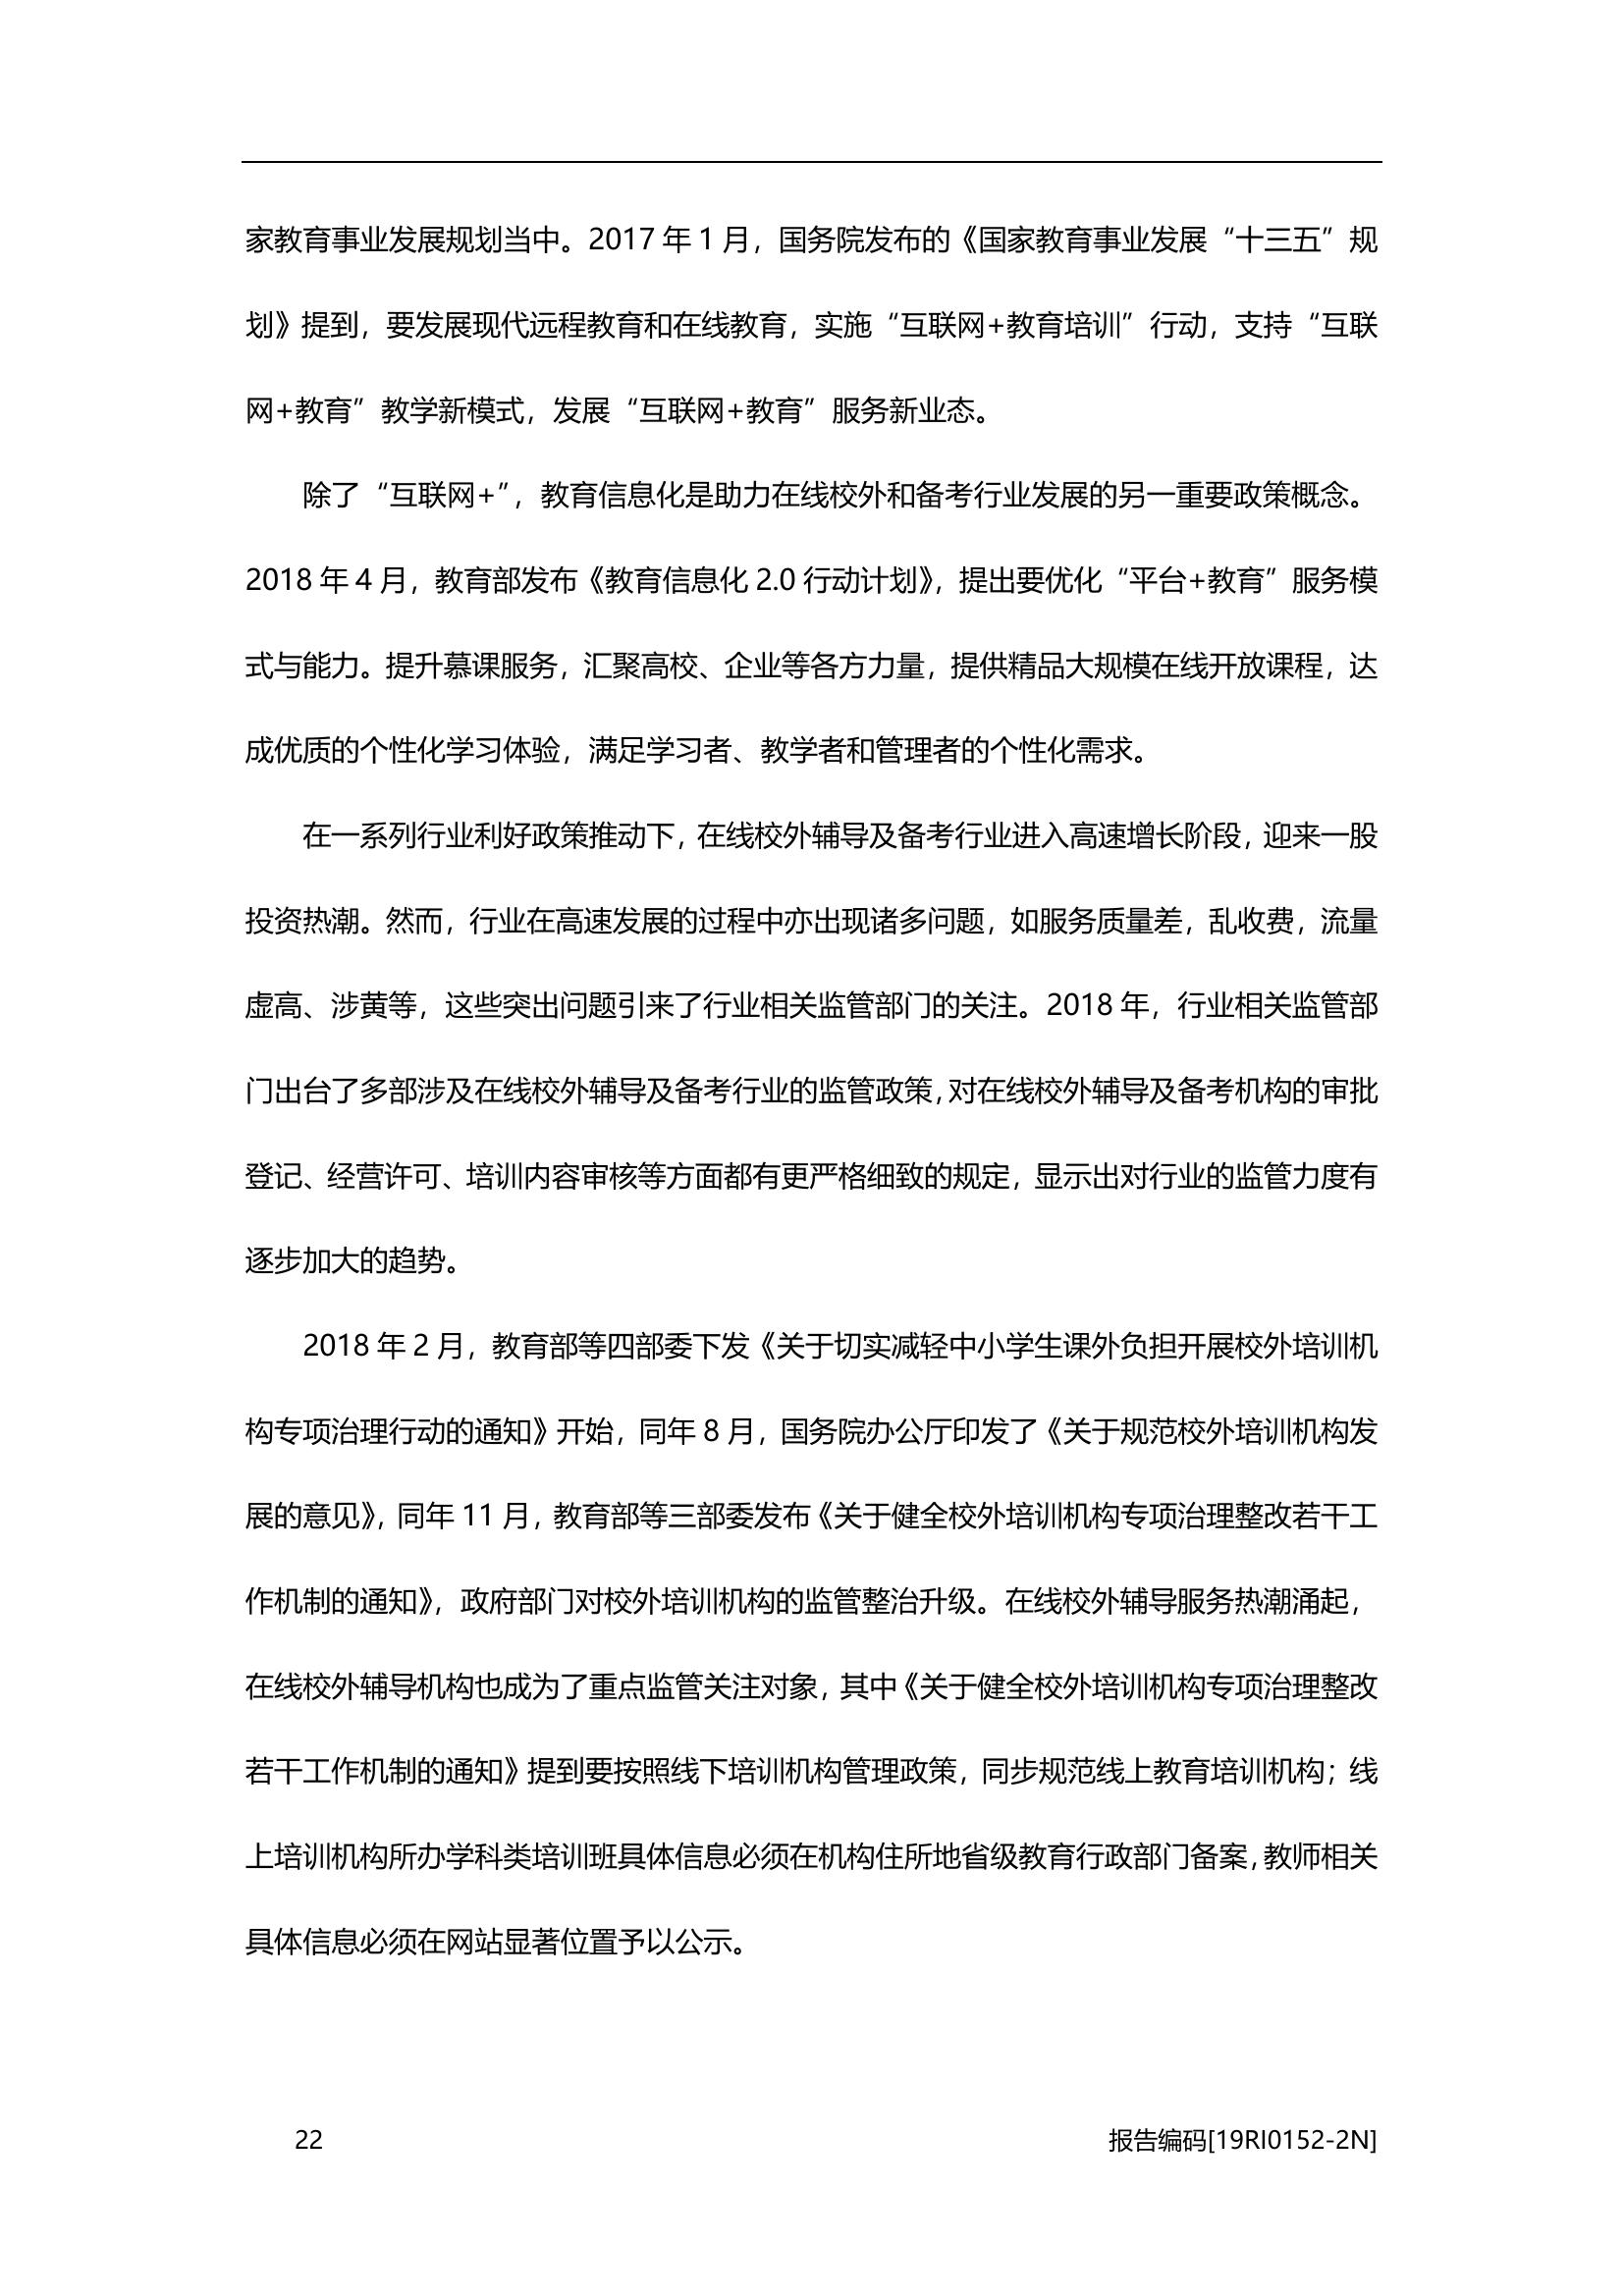 家教育事业发展规划当中。2017 年 1 月，国务院发布的《国家教育事业发展“十三五”规
划》提到，要发展现代远程教育和在线教育，实施“互联网+教育培训”行动，支持“互联
网+教育”教学新模式，发展“互联网+教育”服务新业态。
除了“互联网+”，教育信息化是助力在线校外和备考行业发展的另一重要政策概念。
2018 年 4 月，教育部发布《教育信息化 2.0 行动计划》，提出要优化“平台+教育”服务模
式与能力。提升慕课服务，汇聚高校、企业等各方力量，提供精品大规模在线开放课程，达
成优质的个性化学习体验，满足学习者、教学者和管理者的个性化需求。
在一系列行业利好政策推动下，在线校外辅导及备考行业进入高速增长阶段，迎来一股
投资热潮。然而，行业在高速发展的过程中亦出现诸多问题，如服务质量差，乱收费，流量
虚高、涉黄等，这些突出问题引来了行业相关监管部门的关注。2018 年，行业相关监管部
门出台了多部涉及在线校外辅导及备考行业的监管政策，对在线校外辅导及备考机构的审批
登记、经营许可、培训内容审核等方面都有更严格细致的规定，显示出对行业的监管力度有
逐步加大的趋势。
2018 年 2 月，教育部等四部委下发《关于切实减轻中小学生课外负担开展校外培训机
构专项治理行动的通知》开始，同年 8 月，国务院办公厅印发了《关于规范校外培训机构发
展的意见》，同年 11 月，教育部等三部委发布《关于健全校外培训机构专项治理整改若干工
作机制的通知》，政府部门对校外培训机构的监管整治升级。在线校外辅导服务热潮涌起，
在线校外辅导机构也成为了重点监管关注对象，其中《关于健全校外培训机构专项治理整改
若干工作机制的通知》提到要按照线下培训机构管理政策，同步规范线上教育培训机构；线
上培训机构所办学科类培训班具体信息必须在机构住所地省级教育行政部门备案，教师相关
具体信息必须在网站显著位置予以公示。
22
报告编码[19RI0152-2N]